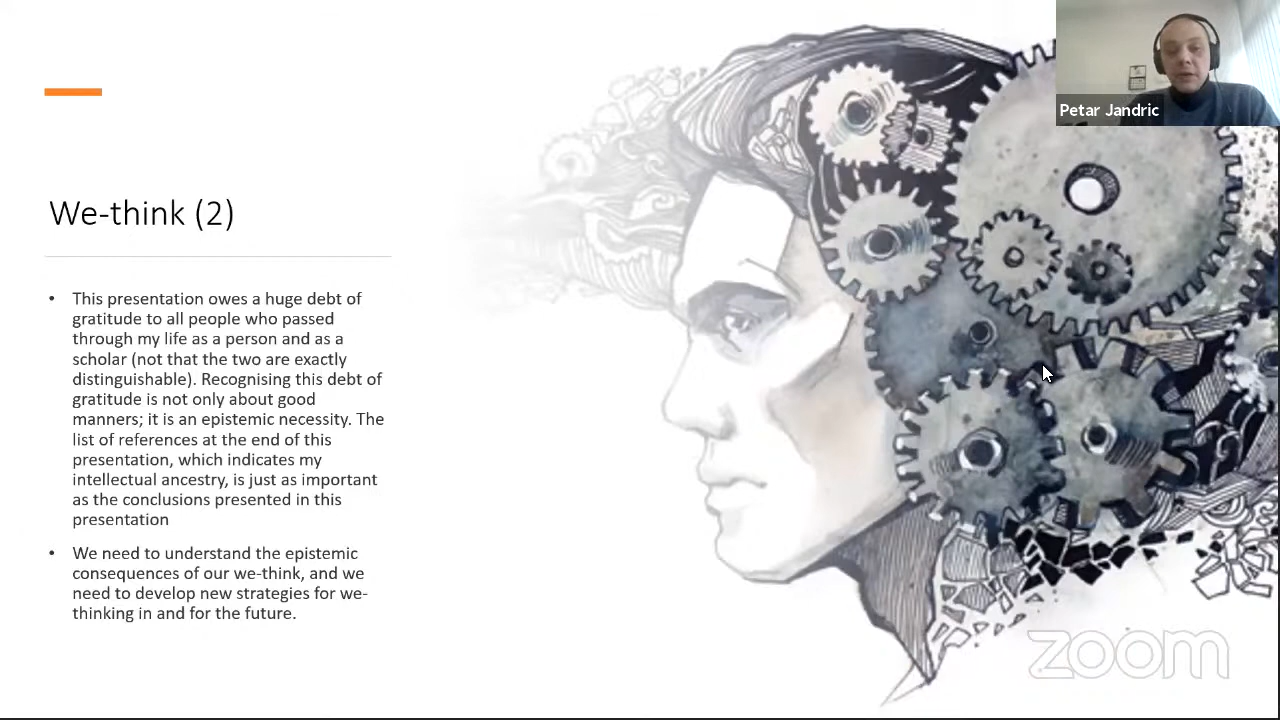 Petar Jandric
We-think (2)
• This presentation owes a huge debt of
gratitude to all people who passed
through my life as a person and as a
scholar (not that the two are exactly
distinguishable). Recognising this debt of
gratitude is not only about good
manners; it is an epistemic necessity. The
list of references at the end of this
presentation, which indicates my
intellectual ancestry, is just as important
as the conclusions presented in this
presentation
• We need to understand the epistemic
consequences of our we-think, and we
need to develop new strategies for we-
thinking in and for the future.
zoom